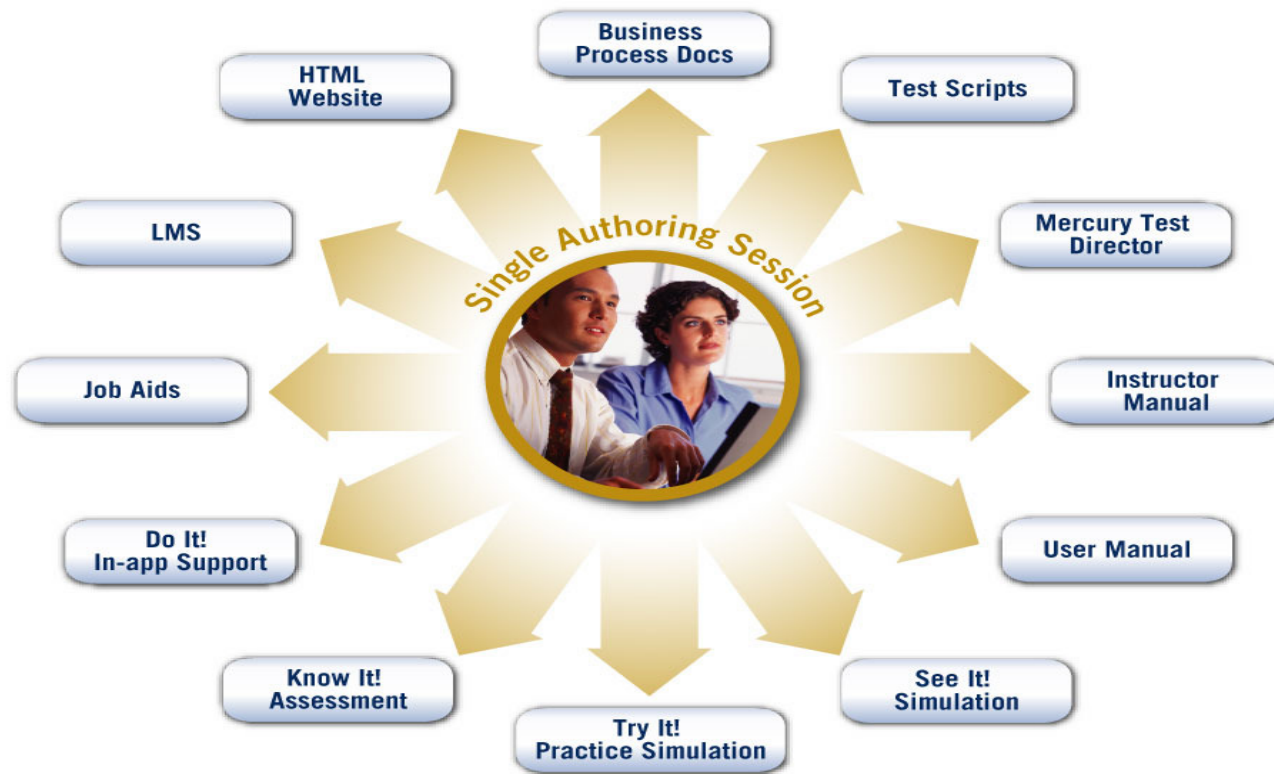 Business
Process Docs
HTML
Website
Test Scripts
LMS
Mercury Test
Director
Single Authoring Session
Job Aids
Instructor
Manual
Do It!
In-app Support
User Manual
Know It!
Assessment
See It!
Simulation
Try It!
Practice Simulation